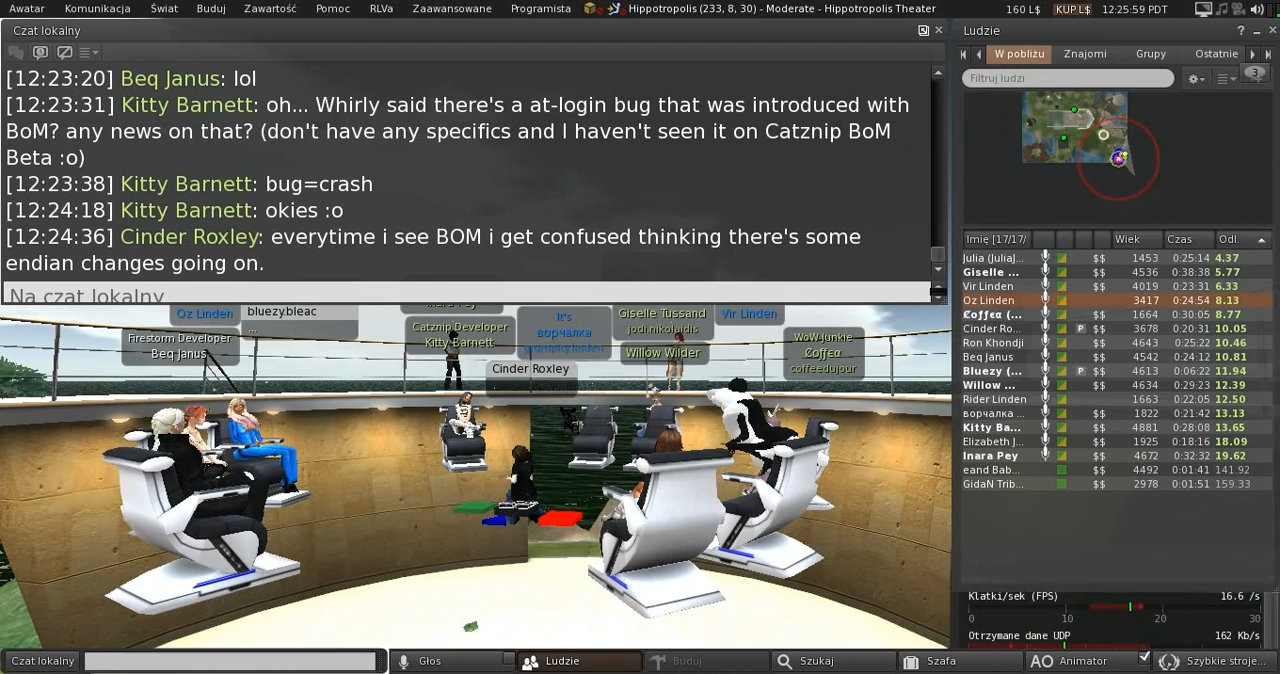 Awatar Komunikacja Świat Buduj Zawartość Pomoc RLVa Zaawansowane Programista Hippotropolis (233, 8, 30) - Moderate - Hippotropolis Theater 160 L$ KUP L$ 12:25:59 PDT
Czat lokalny
[12:23:20] Beq Janus: lol
[12:23:31] Kitty Barnett: oh... Whirly said there's a at-login bug that was introduced with
BoM? any news on that? (don't have any specifics and I haven't seen it on Catznip BoM
Beta :o)
[12:23:38] Kitty Barnett: bug=crash
[12:24:18] Kitty Barnett: okies :o
[12:24:36] Cinder Roxley: everytime i see BOM i get confused thinking there's some
endian changes going on.
Na czat lokalny
Oz Linden
bluezy.bleac
...
Firestorm Developer
Beq Janus
Catznip Developer
Kitty Barnett
It's
ворчалка
grumpity.linden
Giselle Tussand
jodi.nikolaidis
Vir Linden
Willow Wilder
Cinder Roxley
WoW Junkie
Coffee
coffeedujour
Ludzie
W pobliżu Znajomi Grupy Ostatnie
3
Filtruj ludzi
Imię [17/17/ Wiek Czas Odl.
Julia (JuliaJ... $$ 1453 0:25:14 4.37
Giselle ... $$ 4536 0:38:38 5.77
Vir Linden $$ 4019 0:23:31 6.33
Oz Linden 3417 0:24:54 8.13
Coffee (... $$ 1664 0:30:05 8.77
Cinder Ro... P $$ 3678 0:20:31 10.05
Ron Khondji $$ 4643 0:25:22 10.46
Beq Janus $$ 4542 0:24:12 10.81
Bluezy (... P $$ 4613 0:06:22 11.94
Willow ... $$ 4634 0:29:23 12.39
Rider Linden 1663 0:22:05 12.50
ворчалка ... $$ 1822 0:21:42 13.13
Kitty Ba... $$ 4881 0:28:08 13.65
Elizabeth J... $$ 1925 0:18:16 18.09
Inara Pey $$ 4672 0:32:32 19.62
eand Bab... $$ 4492 0:01:41 141.92
GidaN Trib... $$ 2978 0:01:51 159.33
Klatki/sek (FPS) 16.6 /s
0 10 20 30
Otrzymane dane UDP 162 Kb/s
Czat lokalny Głos Ludzie Buduj Szukaj Szafa AO Animator Szybkie stroje...